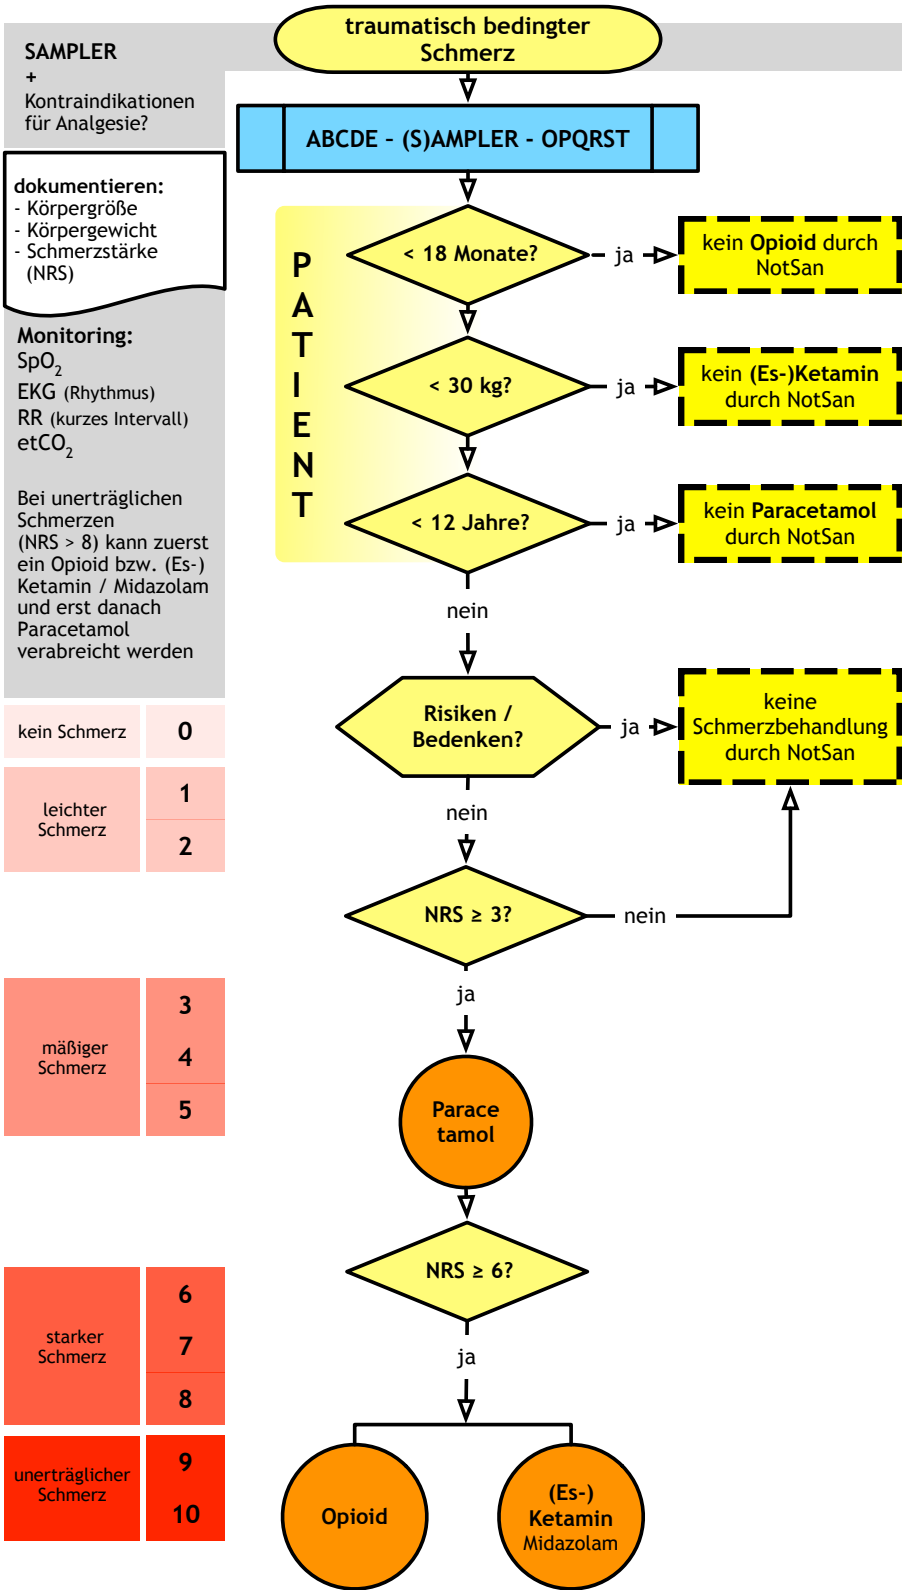 traumatisch bedingter
Schmerz
SAMPLER
+
Kontraindikationen
für Analgesie?
ABCDE - (S)AMPLER - OPQRST
dokumentieren:
- Körpergröße
- Körpergewicht
- Schmerzstärke
(NRS)
Monitoring:
SpO2
EKG (Rhythmus)
RR (kurzes Intervall)
etCO2
Bei unerträglichen
Schmerzen
(NRS > 8) kann zuerst
ein Opioid bzw. (Es-)
Ketamin / Midazolam
und erst danach
Paracetamol
verabreicht werden
P
A
T
I
E
N
T
< 18 Monate?
ja
kein Opioid durch
NotSan
< 30 kg?
ja
kein (Es-)Ketamin
durch NotSan
< 12 Jahre?
ja
kein Paracetamol
durch NotSan
nein
Risiken /
Bedenken?
ja
keine
Schmerzbehandlung
durch NotSan
nein
NRS ≥ 3?
nein
ja
Parace
tamol
NRS ≥ 6?
ja
Opioid
(Es-)
Ketamin
Midazolam
kein Schmerz
0
leichter
Schmerz
1
2
mäßiger
Schmerz
3
4
5
starker
Schmerz
6
7
8
unerträglicher
Schmerz
9
10